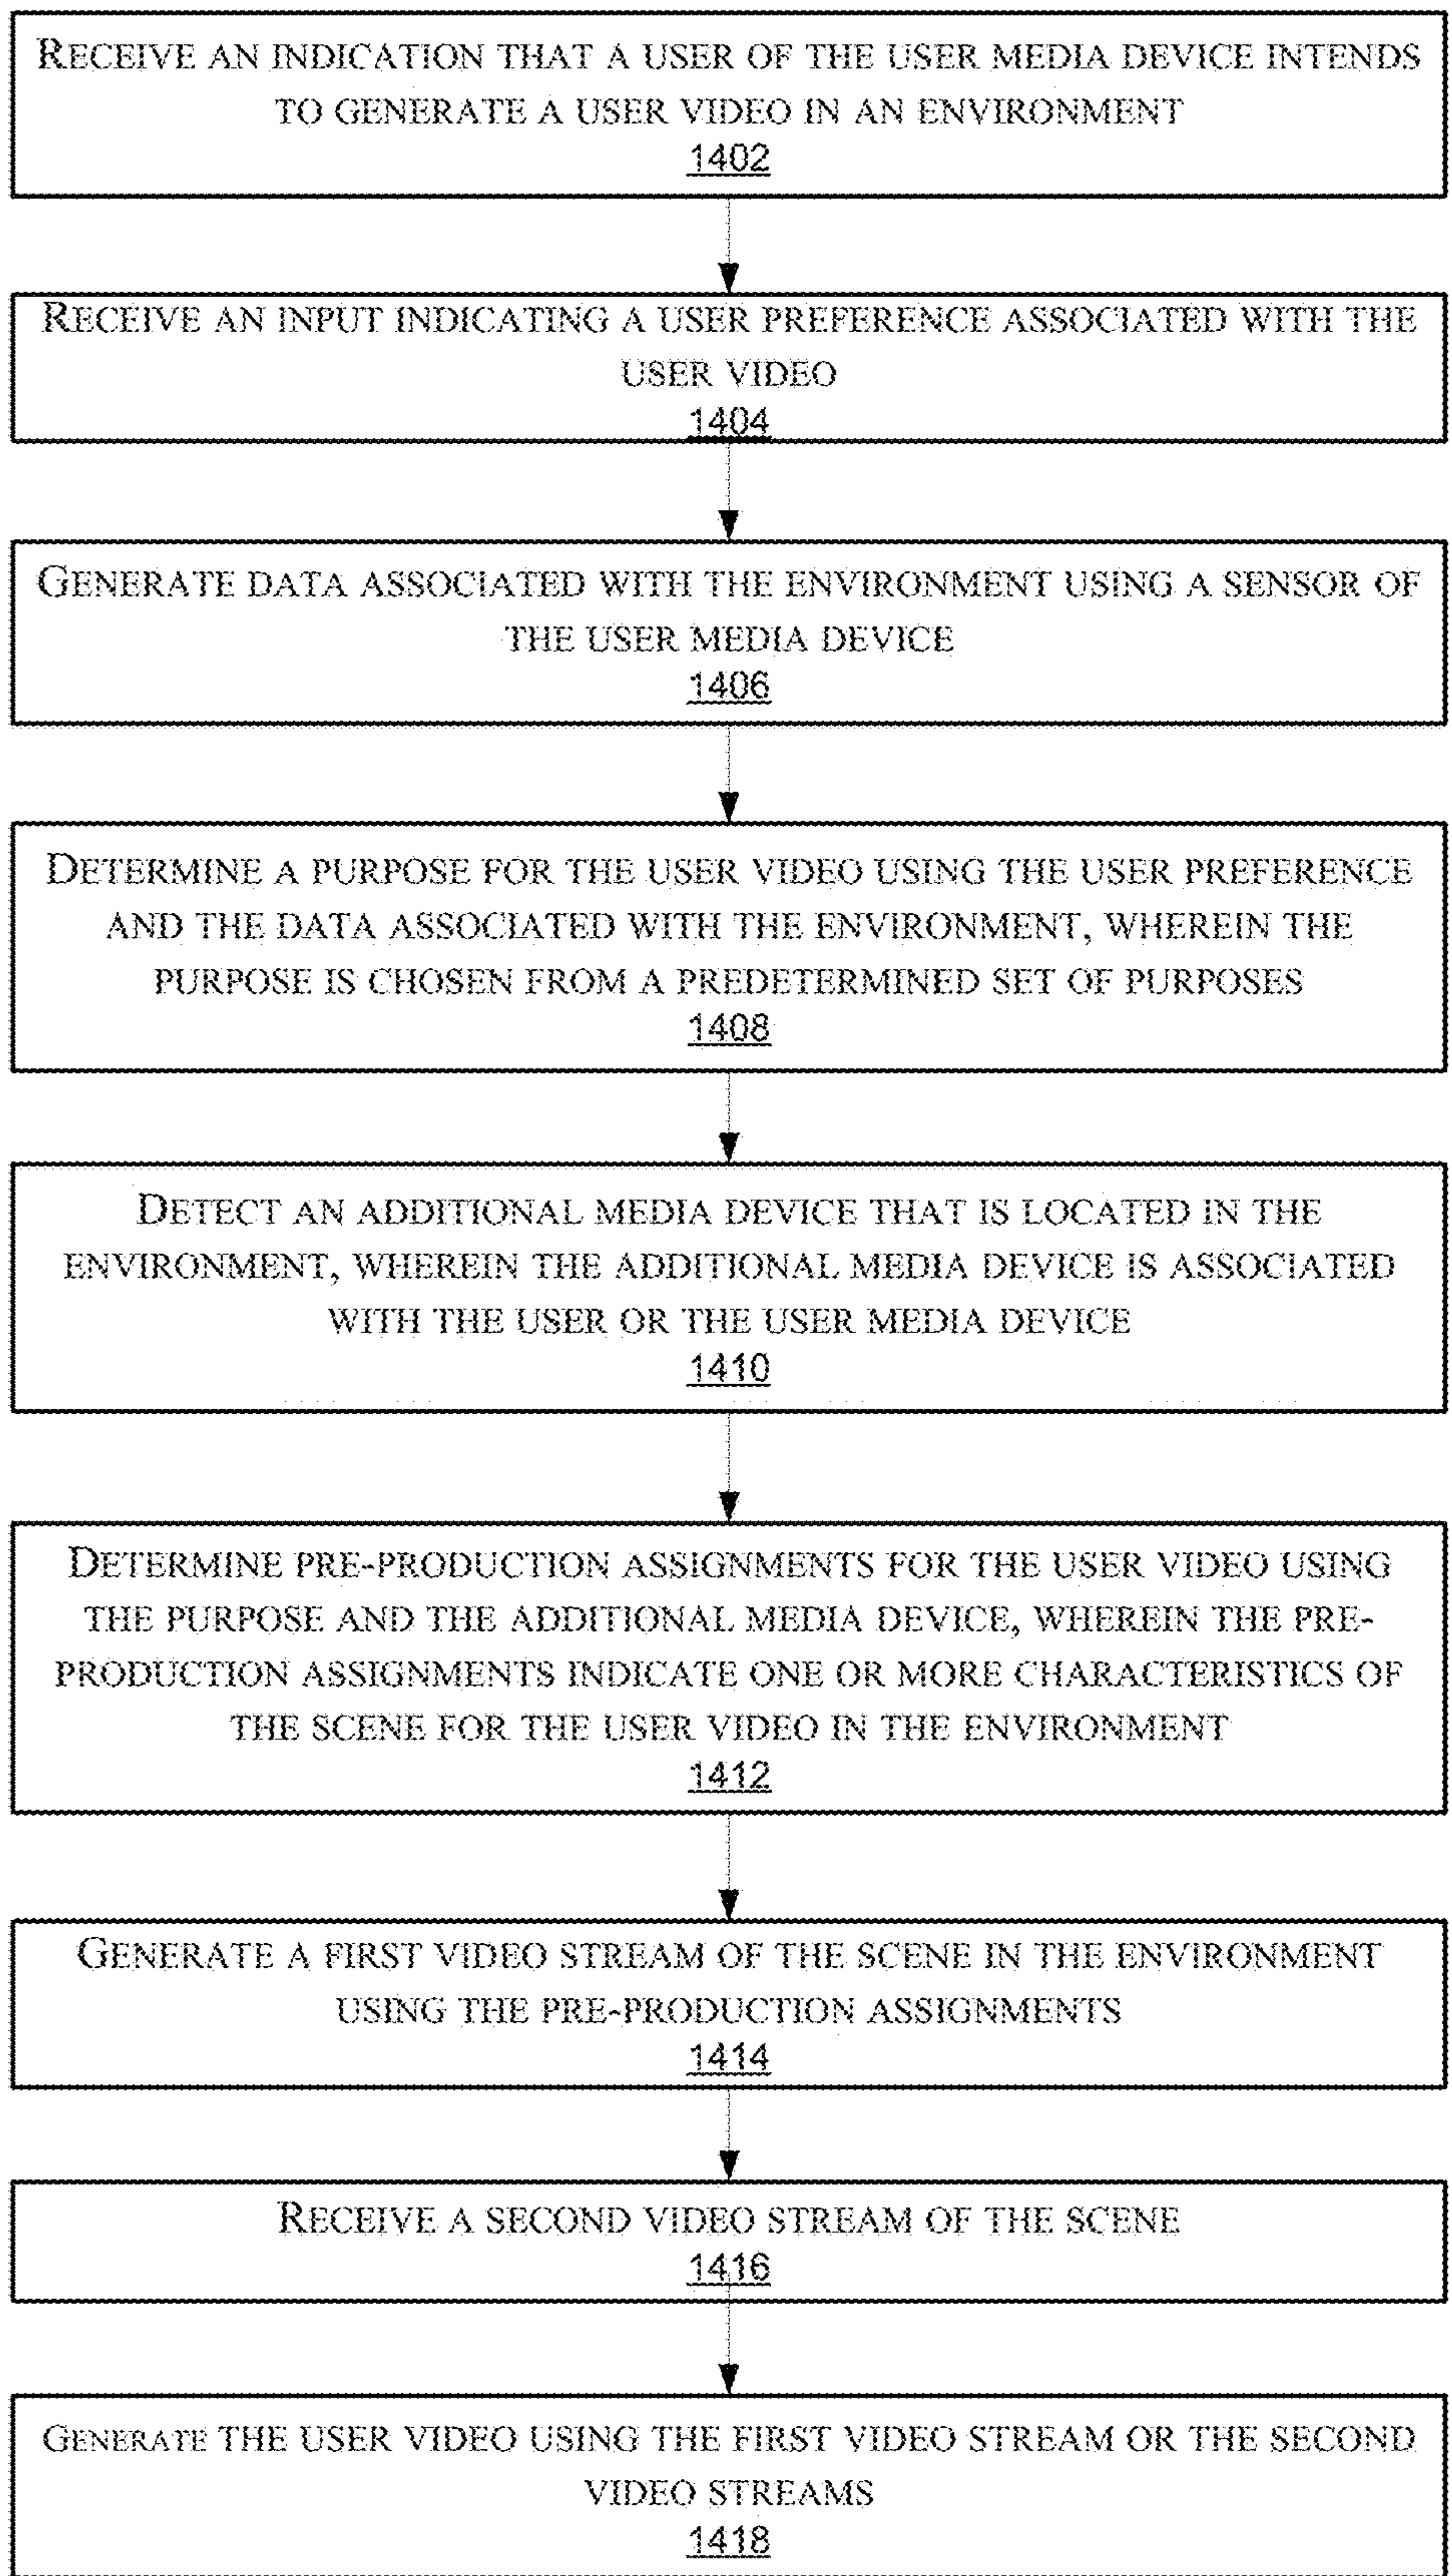 RECEIVE AN INDICATION THAT A USER OF THE USER MEDIA DEVICE INTENDS
TO GENERATE A USER VIDEO IN AN ENVIRONMENT
1402
RECEIVE AN INPUT INDICATING A USER PREFERENCE ASSOCIATED WITH THE
USER VIDEO
1404
GENERATE DATA ASSOCIATED WITH THE ENVIRONMENT USING A SENSOR OF
THE USER MEDIA DEVICE
1406
DETERMINE A PURPOSE FOR THE USER VIDEO USING THE USER PREFERENCE
AND THE DATA ASSOCIATED WITH THE ENVIRONMENT, WHEREIN THE
PURPOSE IS CHOSEN FROM A PREDETERMINED SET OF PURPOSES
1408
DETECT AN ADDITIONAL MEDIA DEVICE THAT IS LOCATED IN THE
ENVIRONMENT, WHEREIN THE ADDITIONAL MEDIA DEVICE IS ASSOCIATED
WITH THE USER OR THE USER MEDIA DEVICE
1410
DETERMINE PRE-PRODUCTION ASSIGNMENTS FOR THE USER VIDEO USING
THE PURPOSE AND THE ADDITIONAL MEDIA DEVICE, WHEREIN THE PRE-
PRODUCTION ASSIGNMENTS INDICATE ONE OR MORE CHARACTERISTICS OF
THE SCENE FOR THE USER VIDEO IN THE ENVIRONMENT
1412
GENERATE A FIRST VIDEO STREAM OF THE SCENE IN THE ENVIRONMENT
USING THE PRE-PRODUCTION ASSIGNMENTS
1414
RECEIVE A SECOND VIDEO STREAM OF THE SCENE
1416
GENERATE THE USER VIDEO USING THE FIRST VIDEO STREAM OR THE SECOND
VIDEO STREAMS
1418